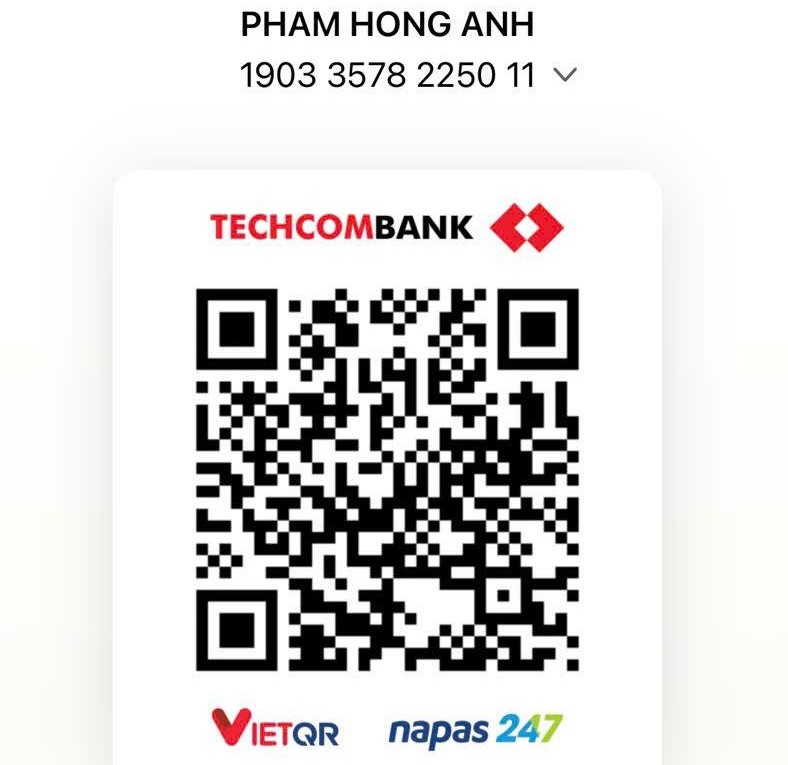 PHAM HONG ANH
1903 3578 2250 11
TECHCOMBANK
VIETQR
napas 247